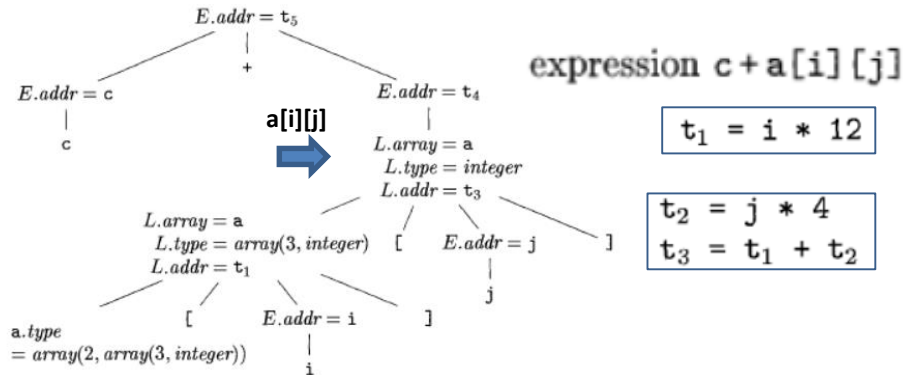 E.addr = t₅
+
expression c + a[i][j]
E.addr = c
E.addr = t₄
c
a[i][j]
t₁ = i * 12
L.array = a
L.type = integer
L.addr = t₃
t₂ = j * 4
t₃ = t₁ + t₂
L.array = a
L.type = array(3, integer)
L.addr = t₁
[
E.addr = j
]
j
a.type
= array(2, array(3, integer))
[
E.addr = i
]
i